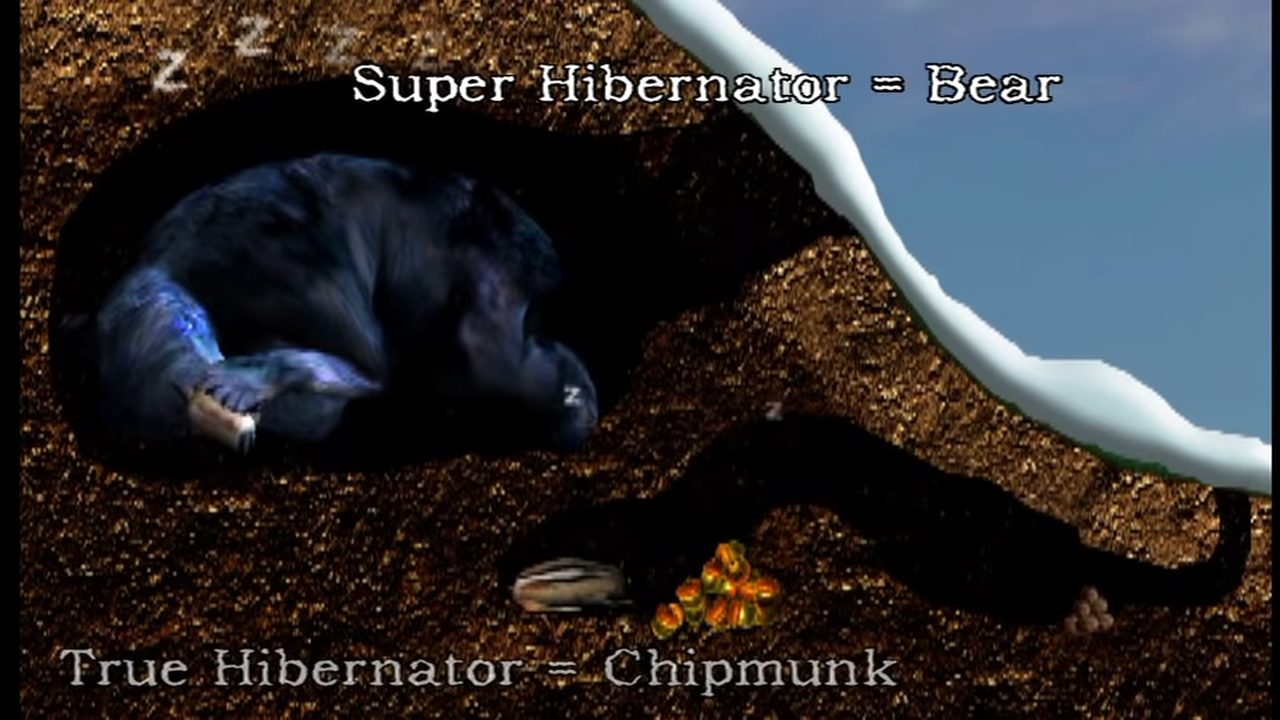 z z z z
Super Hibernator = Bear
z
z
True Hibernator = Chipmunk